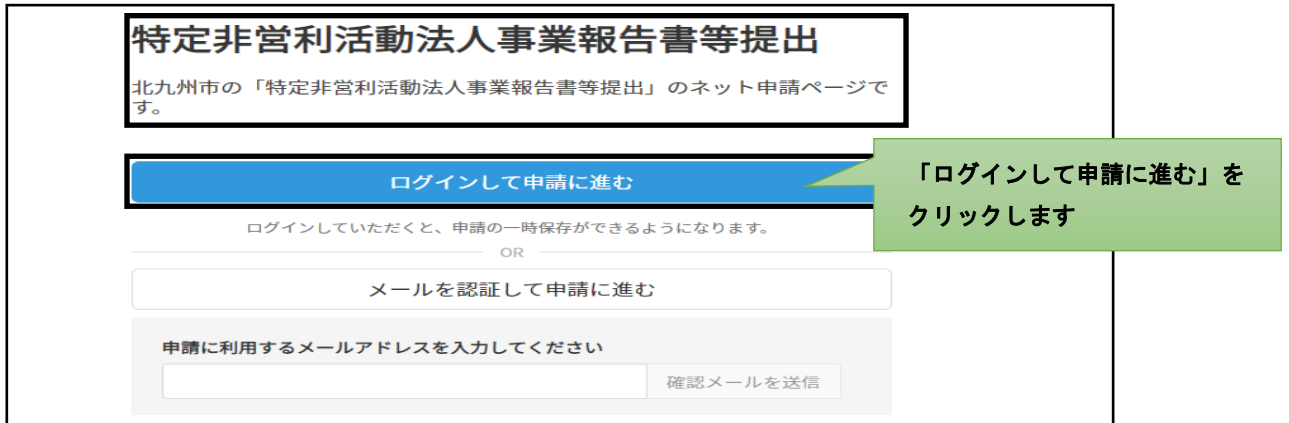 特定非営利活動法人事業報告書等提出
北九州市の「特定非営利活動法人事業報告書等提出」のネット申請ページで
す。
ログインして申請に進む
「ログインして申請に進む」を
クリックします
ログインしていただくと、申請の一時保存ができるようになります。
OR
メールを認証して申請に進む
申請に利用するメールアドレスを入力してください
確認メールを送信